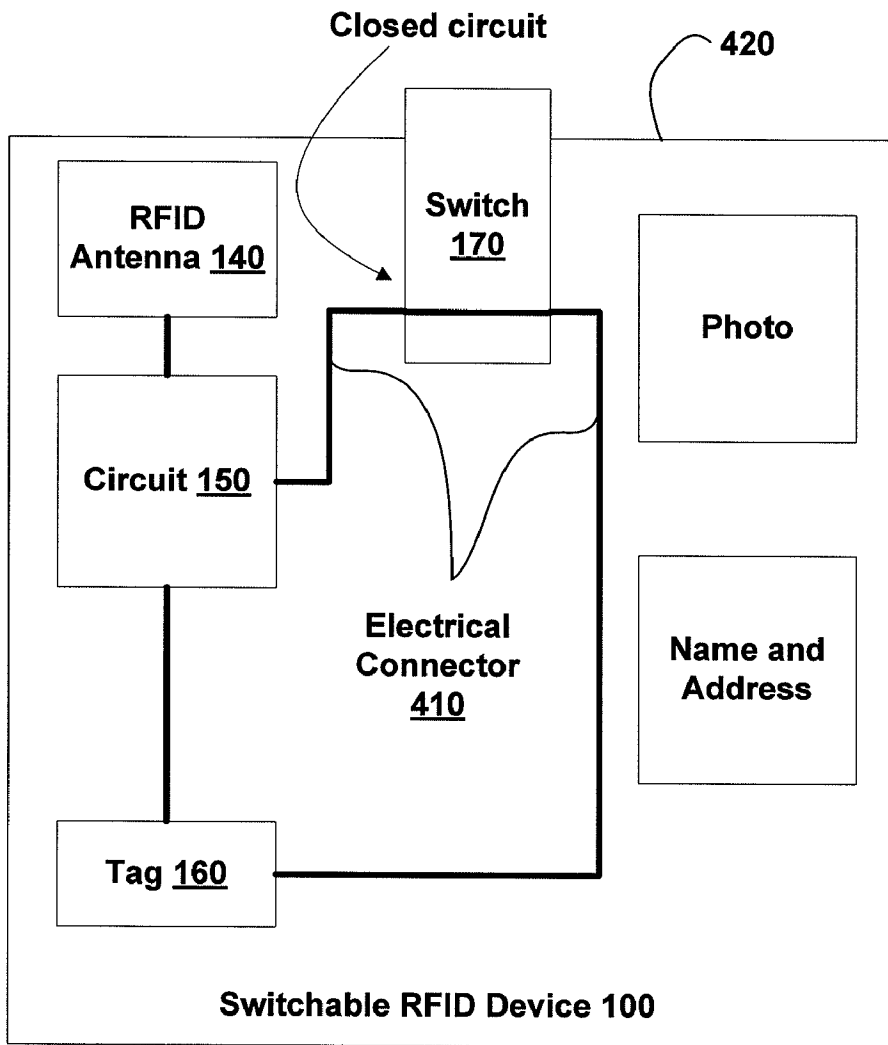 Closed circuit
420
RFID
Antenna 140
Switch
170
Photo
Circuit 150
Electrical
Connector
410
Name and
Address
Tag 160
Switchable RFID Device 100